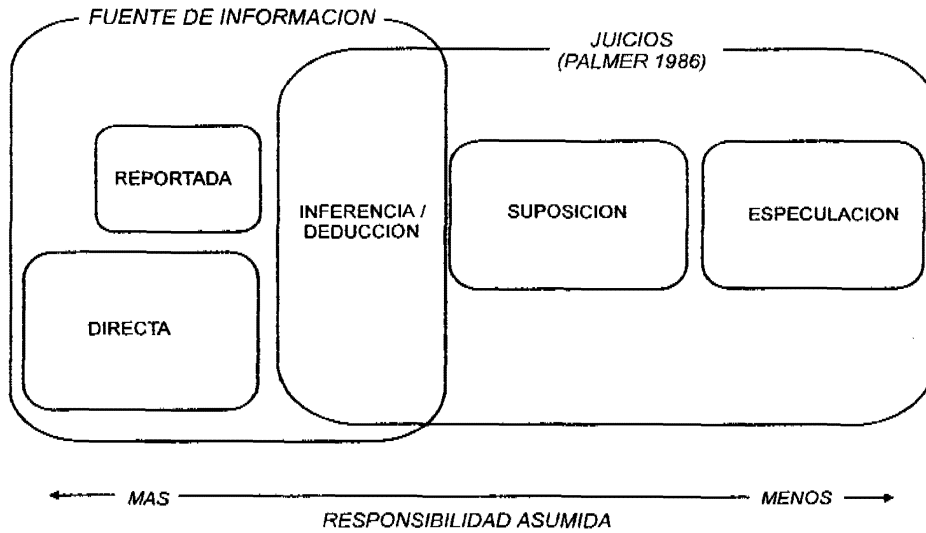 FUENTE DE INFORMACION
JUICIOS
(PALMER 1986)
REPORTADA
INFERENCIA /
DEDUCCION
SUPOSICION
ESPECULACION
DIRECTA
MAS
MENOS
RESPONSIBILIDAD ASUMIDA